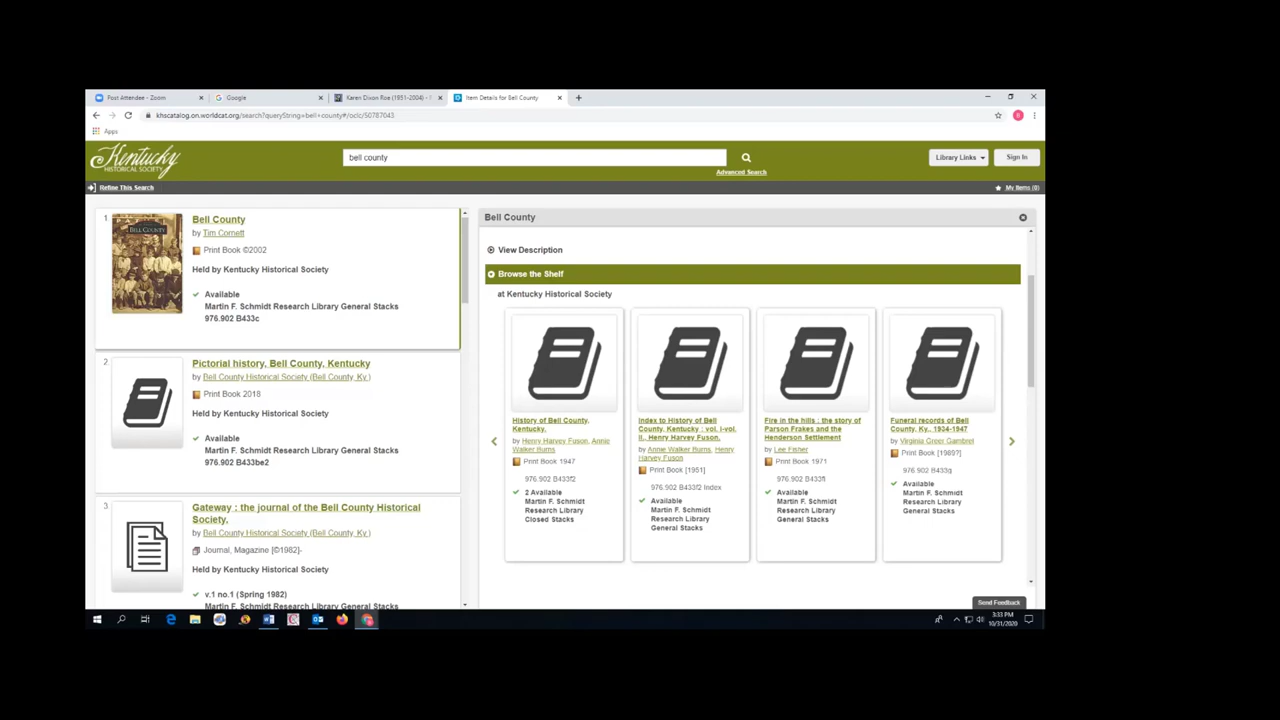 Post Attendee - Zoom
Google
Karen Dixon Roe (1951-2004) - F
Item Details for Bell County
khscatalog.on.worldcat.org/search?queryString=bell+county#/oclc/50787043
Apps
Kentucky
HISTORICAL SOCIETY
bell county
Library Links
Sign In
Advanced Search
Refine This Search
My Items (0)
1
BELL COUNTY
Bell County
by Tim Cornett
Print Book ©2002
Held by Kentucky Historical Society
Available
Martin F. Schmidt Research Library General Stacks
976.902 B433c
2.
Pictorial history, Bell County, Kentucky
by Bell County Historical Society (Bell County, Ky.)
Print Book 2018
Held by Kentucky Historical Society
Available
Martin F. Schmidt Research Library General Stacks
976.902 B433be2
3
Gateway : the journal of the Bell County Historical
Society.
by Bell County Historical Society (Bell County, Ky.)
Journal, Magazine [©1982]-
Held by Kentucky Historical Society
v.1 no.1 (Spring 1982)
Martin F. Schmidt Research Library General Stacks
Bell County
View Description
Browse the Shelf
at Kentucky Historical Society
History of Bell County,
Kentucky.
by Henry Harvey Fuson, Annie
Walker Burns
Print Book 1947
976.902 B433f2
2 Available
Martin F. Schmidt
Research Library
Closed Stacks
Index to History of Bell
County, Kentucky : vol. I-vol.
II., Henry Harvey Fuson.
by Annie Walker Burns, Henry
Harvey Fuson
Print Book [1951]
976.902 B433f2 Index
Available
Martin F. Schmidt
Research Library
General Stacks
Fire in the hills : the story of
Parson Frakes and the
Henderson Settlement
by Lee Fisher
Print Book 1971
976.902 B433fi
Available
Martin F. Schmidt
Research Library
General Stacks
Funeral records of Bell
County, Ky., 1934-1947
by Virginia Greer Gambrel
Print Book [1989?]
976.902 B433g
Available
Martin F. Schmidt
Research Library
General Stacks
Send Feedback
3:33 PM
10/31/2020